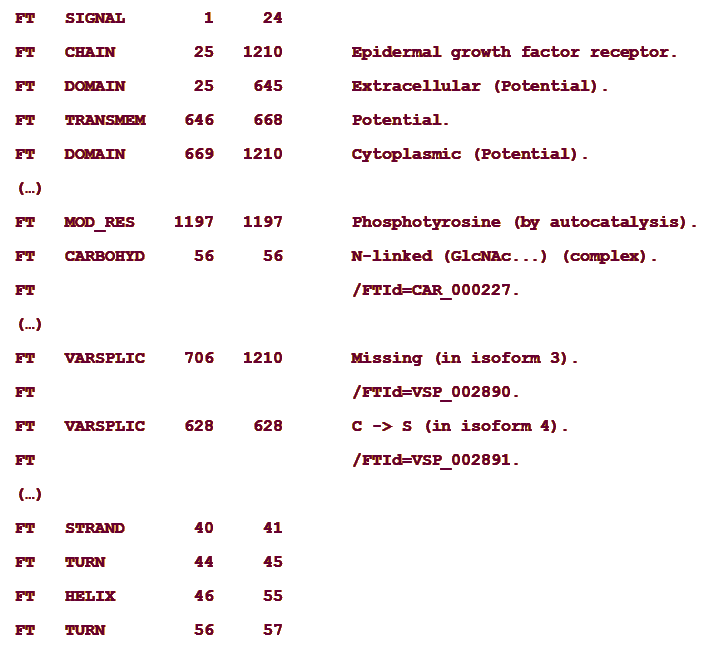 FT SIGNAL 1 24
FT CHAIN 25 1210 Epidermal growth factor receptor.
FT DOMAIN 25 645 Extracellular (Potential).
FT TRANSMEM 646 668 Potential.
FT DOMAIN 669 1210 Cytoplasmic (Potential).
(…)
FT MOD_RES 1197 1197 Phosphotyrosine (by autocatalysis).
FT CARBOHYD 56 56 N-linked (GlcNAc...) (complex).
FT /FTId=CAR_000227.
(…)
FT VARSPLIC 706 1210 Missing (in isoform 3).
FT /FTId=VSP_002890.
FT VARSPLIC 628 628 C -> S (in isoform 4).
FT /FTId=VSP_002891.
(…)
FT STRAND 40 41
FT TURN 44 45
FT HELIX 46 55
FT TURN 56 57